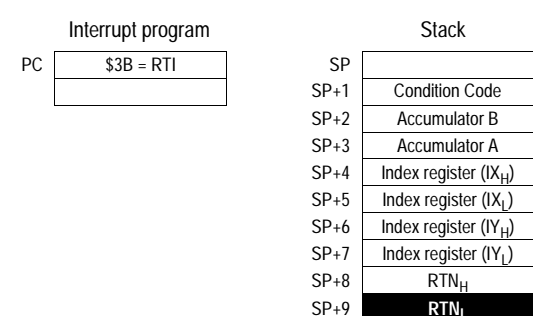 Interrupt program
PC $3B = RTI
Stack
SP
SP+1 Condition Code
SP+2 Accumulator B
SP+3 Accumulator A
SP+4 Index register (IXH)
SP+5 Index register (IXL)
SP+6 Index register (IYH)
SP+7 Index register (IYL)
SP+8 RTNH
SP+9 RTNL